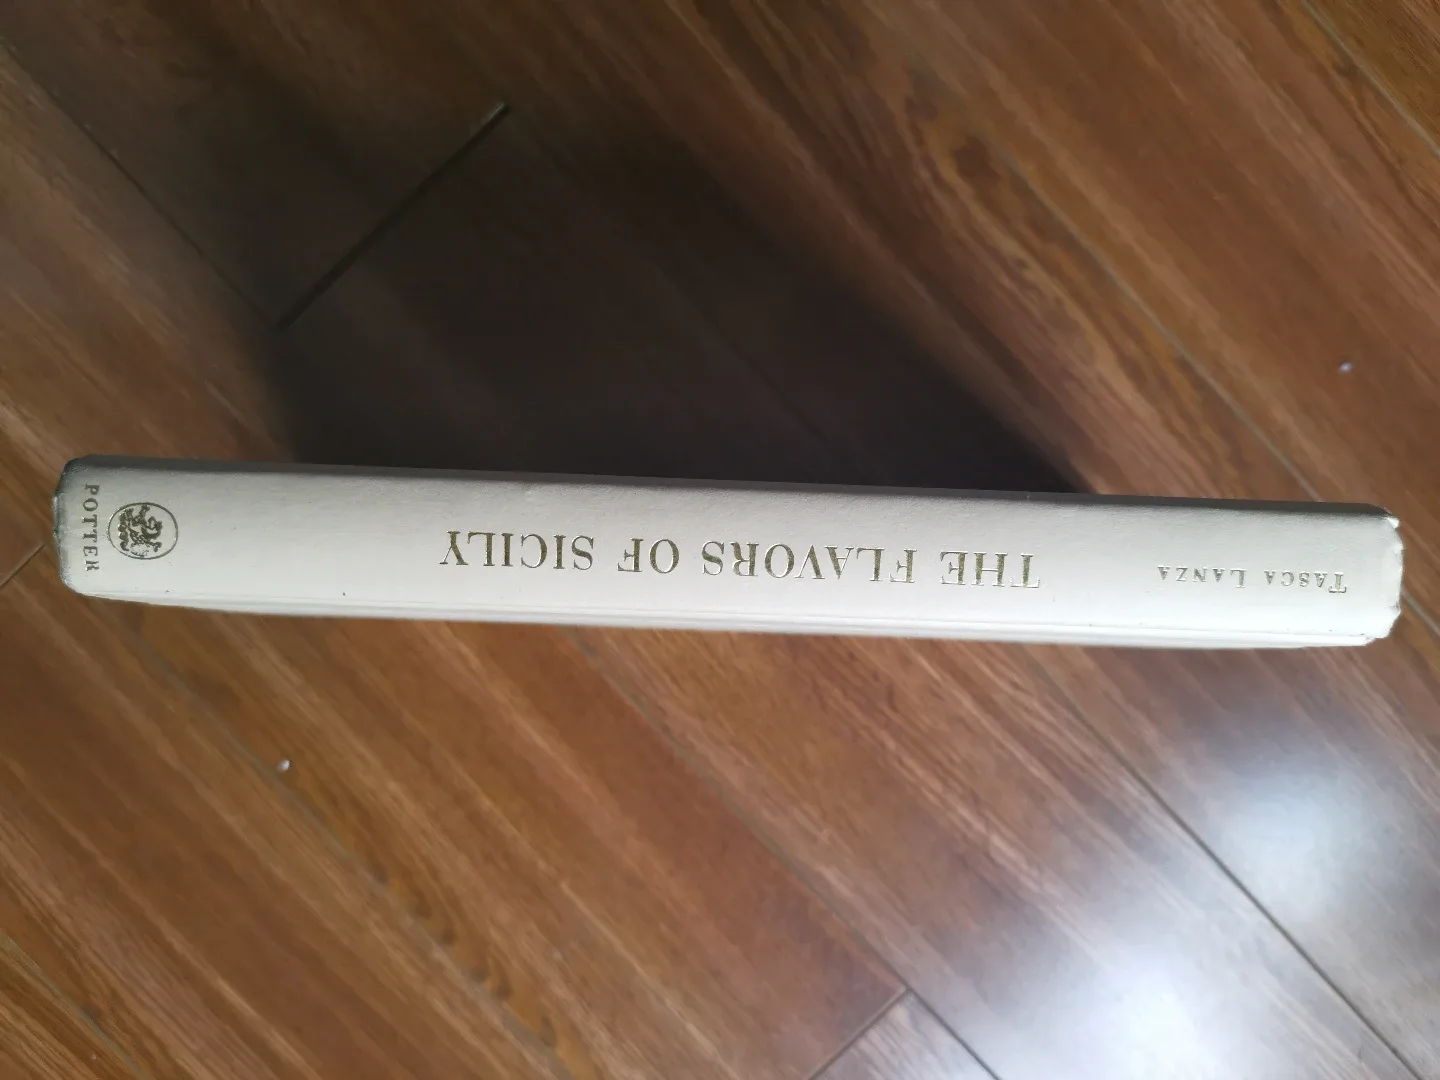 TASCA LANZA
THE FLAVORS OF SICILY
POTTER